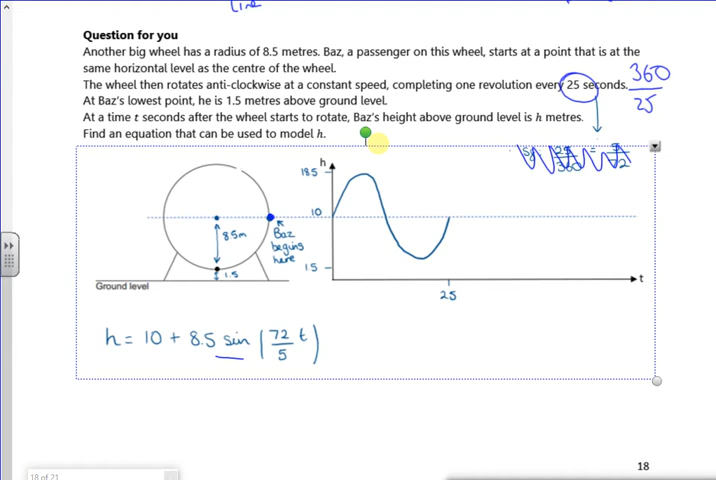 Line
Question for you
Another big wheel has a radius of 8.5 metres. Baz, a passenger on this wheel, starts at a point that is at the
same horizontal level as the centre of the wheel.
The wheel then rotates anti-clockwise at a constant speed, completing one revolution every 25 seconds.
At Baz's lowest point, he is 1.5 metres above ground level.
At a time t seconds after the wheel starts to rotate, Baz's height above ground level is h metres.
Find an equation that can be used to model h.
360
25
h
18.5
10
8.5m
Baz
begins
here
1.5
1.5
t
Ground level
25
h = 10 + 8.5 sin (72/5 t)
18
18 of 21